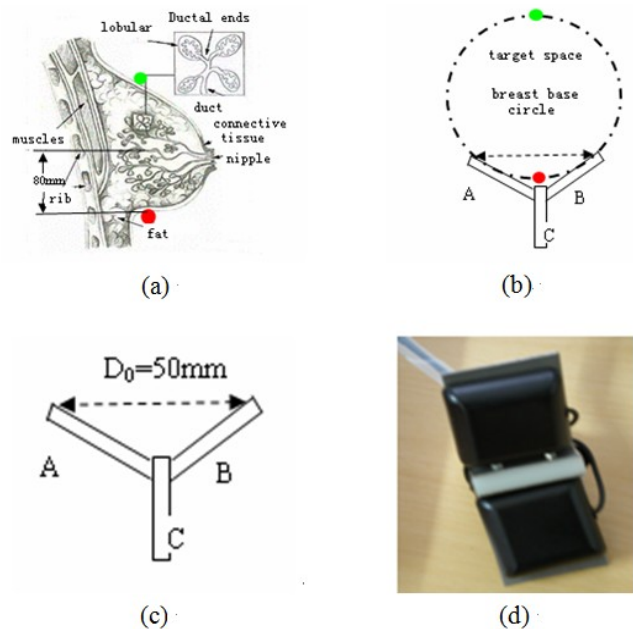 Ductal ends
lobular
duct
connective
tissue
nipple
muscles
80mm
rib
fat
(a)
target space
breast base
circle
A
B
C
(b)
D₀=50mm
A
B
C
(c)
(d)